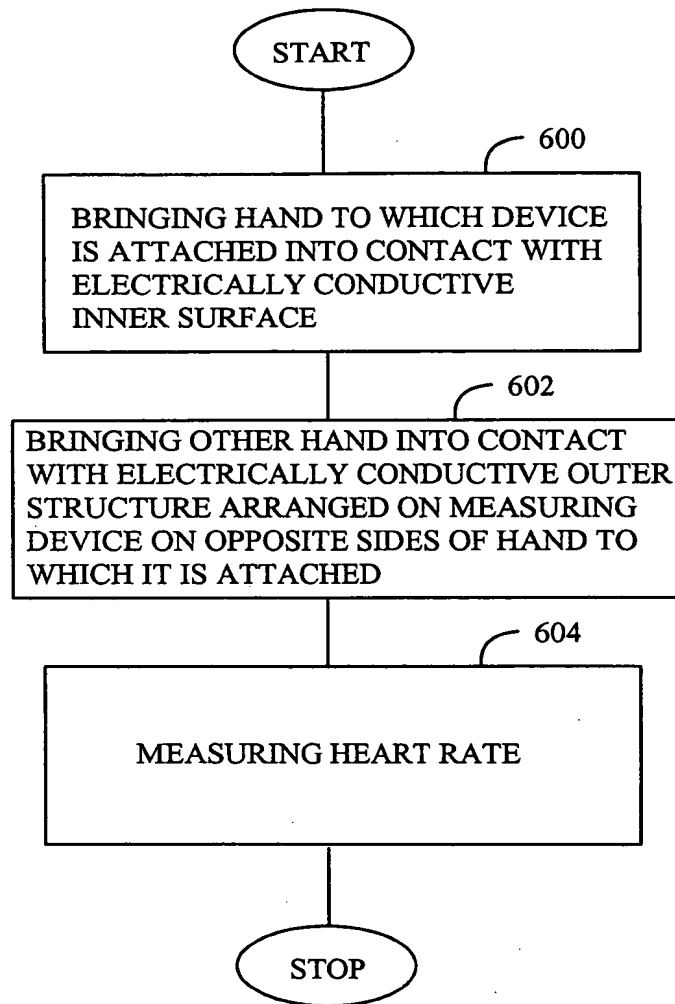 START
600
BRINGING HAND TO WHICH DEVICE
IS ATTACHED INTO CONTACT WITH
ELECTRICALLY CONDUCTIVE
INNER SURFACE
602
BRINGING OTHER HAND INTO CONTACT
WITH ELECTRICALLY CONDUCTIVE OUTER
STRUCTURE ARRANGED ON MEASURING
DEVICE ON OPPOSITE SIDES OF HAND TO
WHICH IT IS ATTACHED
604
MEASURING HEART RATE
STOP